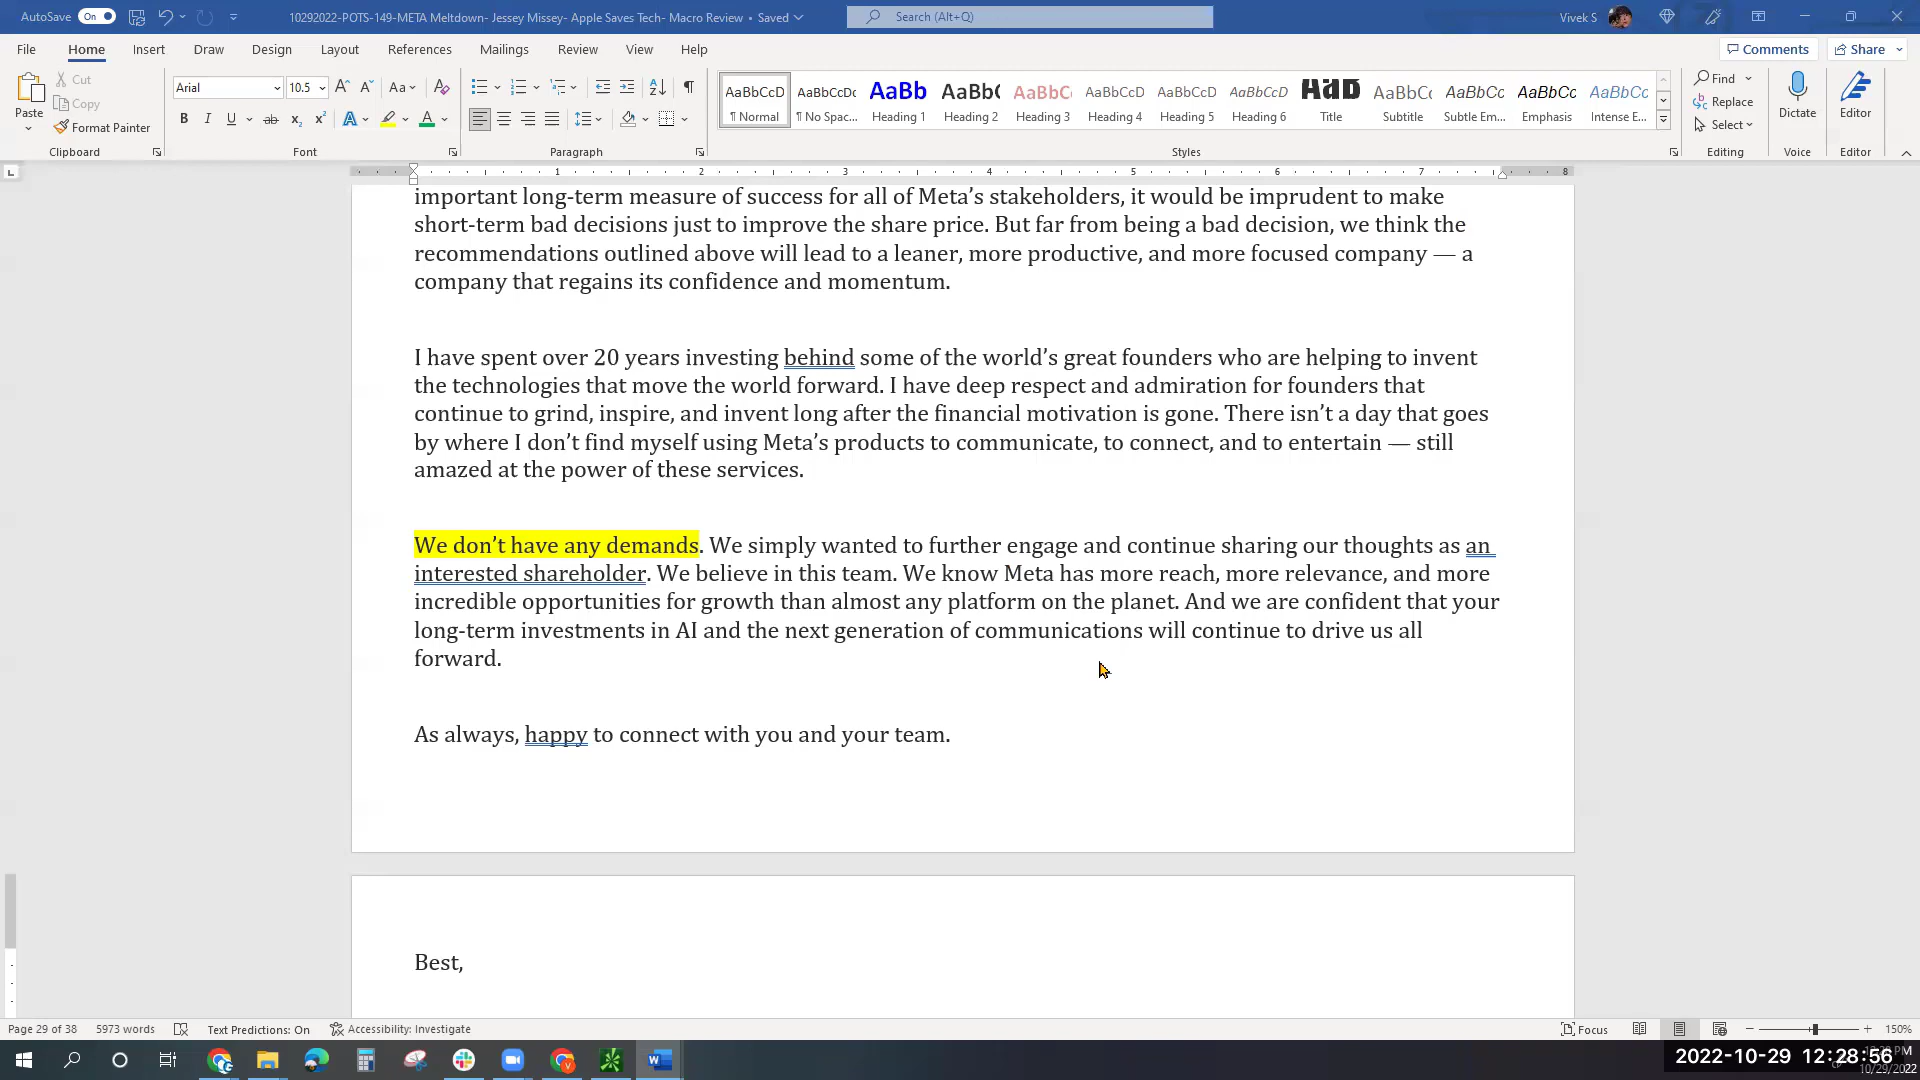 AutoSave On 10292022-POTS-149-META Meltdown- Jessey Missey- Apple Saves Tech- Macro Review • Saved Search (Alt+Q) Vivek S
File Home Insert Draw Design Layout References Mailings Review View Help Comments Share
Paste Cut Copy Format Painter
Arial 10.5 Aa
AaBbCcD AaBbCcDc AaBb AaBb( AaBbC AaBbCcD AaBbCcD AaBbCcD AaB AaBbC AaBbCc AaBbCc AaBbCc
¶ Normal ¶ No Spac... Heading 1 Heading 2 Heading 3 Heading 4 Heading 5 Heading 6 Title Subtitle Subtle Em... Emphasis Intense E...
Find Replace Select Dictate Editor
Clipboard Font Paragraph Styles Editing Voice Editor
1 2 3 4 5 6 7 8
important long-term measure of success for all of Meta’s stakeholders, it would be imprudent to make
short-term bad decisions just to improve the share price. But far from being a bad decision, we think the
recommendations outlined above will lead to a leaner, more productive, and more focused company — a
company that regains its confidence and momentum.
I have spent over 20 years investing behind some of the world’s great founders who are helping to invent
the technologies that move the world forward. I have deep respect and admiration for founders that
continue to grind, inspire, and invent long after the financial motivation is gone. There isn’t a day that goes
by where I don’t find myself using Meta’s products to communicate, to connect, and to entertain — still
amazed at the power of these services.
We don’t have any demands. We simply wanted to further engage and continue sharing our thoughts as an
interested shareholder. We believe in this team. We know Meta has more reach, more relevance, and more
incredible opportunities for growth than almost any platform on the planet. And we are confident that your
long-term investments in AI and the next generation of communications will continue to drive us all
forward.
As always, happy to connect with you and your team.
Best,
Page 29 of 38 5973 words Text Predictions: On Accessibility: Investigate Focus 150%
2022-10-29 12:28:56